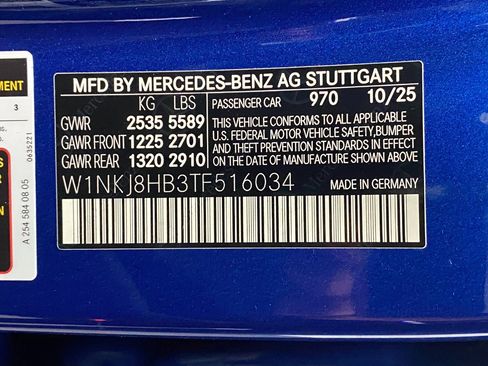 MFD BY MERCEDES-BENZ AG STUTTGART
KG LBS
GWVR 2535 5589
GAWR FRONT 1225 2701
GAWR REAR 1320 2910
PASSENGER CAR 970 10/25
THIS VEHICLE CONFORMS TO ALL APPLICABLE
U.S. FEDERAL MOTOR VEHICLE SAFETY,BUMPER
AND THEFT PREVENTION STANDARDS IN EFFECT
ON THE DATE OF MANUFACTURE SHOWN ABOVE.
W1NKJ8HB3TF516034 MADE IN GERMANY
MENT
3
ns.
0635221
A 254 584 08 05